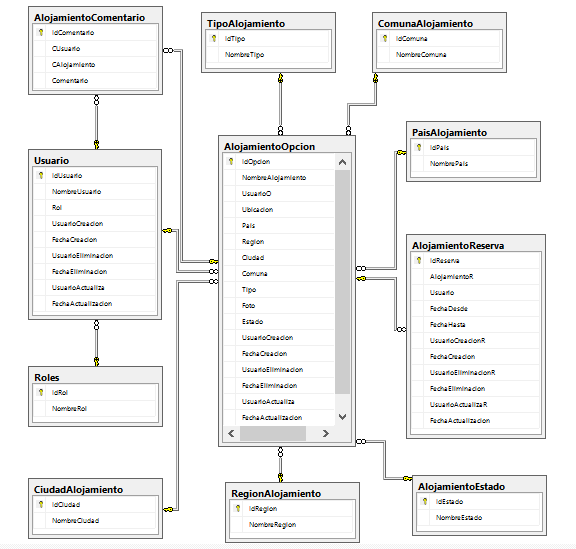 AlojamientoComentario
IdComentario
CUsuario
CAlojamiento
Comentario
TipoAlojamiento
IdTipo
NombreTipo
ComunaAlojamiento
IdComuna
NombreComuna
Usuario
IdUsuario
NombreUsuario
Rol
UsuarioCreacion
FechaCreacion
UsuarioEliminacion
FechaEliminacion
UsuarioActualiza
FechaActualizacion
AlojamientoOpcion
IdOpcion
NombreAlojamiento
UsuarioO
Ubicacion
Pais
Region
Ciudad
Comuna
Tipo
Foto
Estado
UsuarioCreacion
FechaCreacion
UsuarioEliminacion
FechaEliminacion
UsuarioActualiza
FechaActualizacion
PaisAlojamiento
IdPais
NombrePais
AlojamientoReserva
IdReserva
AlojamientoR
Usuario
FechaDesde
FechaHasta
UsuarioCreacionR
FechaCreacion
UsuarioEliminacionR
FechaEliminacion
UsuarioActualizaR
FechaActualizacion
Roles
IdRol
NombreRol
CiudadAlojamiento
IdCiudad
NombreCiudad
RegionAlojamiento
IdRegion
NombreRegion
AlojamientoEstado
IdEstado
NombreEstado